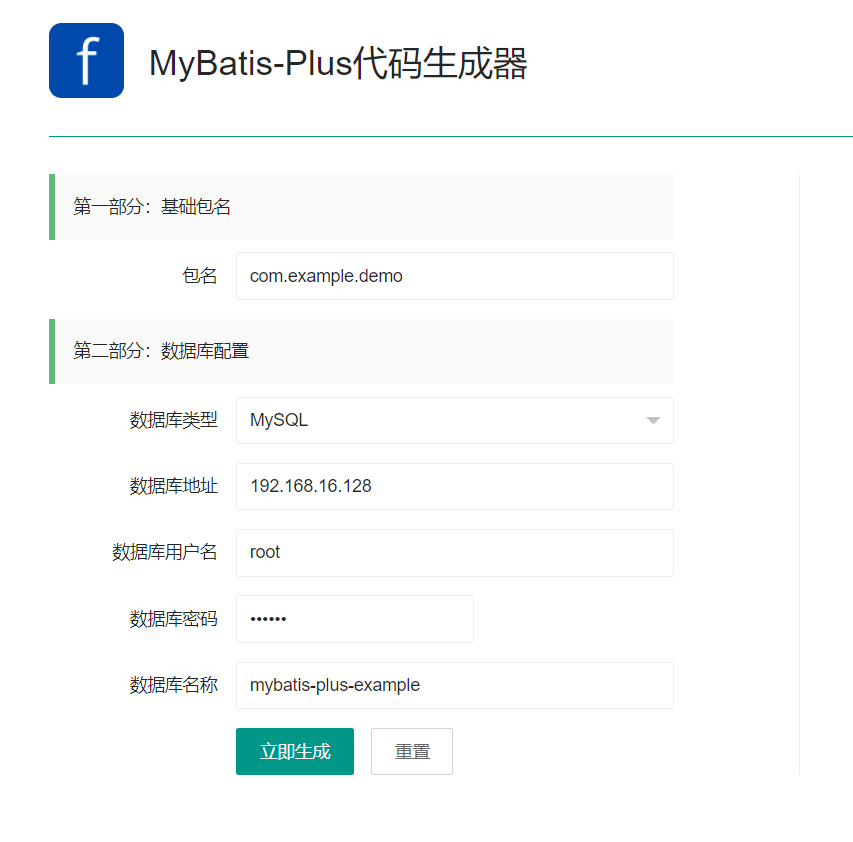 f
MyBatis-Plus代码生成器
第一部分：基础包名
包名 com.example.demo
第二部分：数据库配置
数据库类型 MySQL
数据库地址 192.168.16.128
数据库用户名 root
数据库密码 ••••••
数据库名称 mybatis-plus-example
立即生成 重置